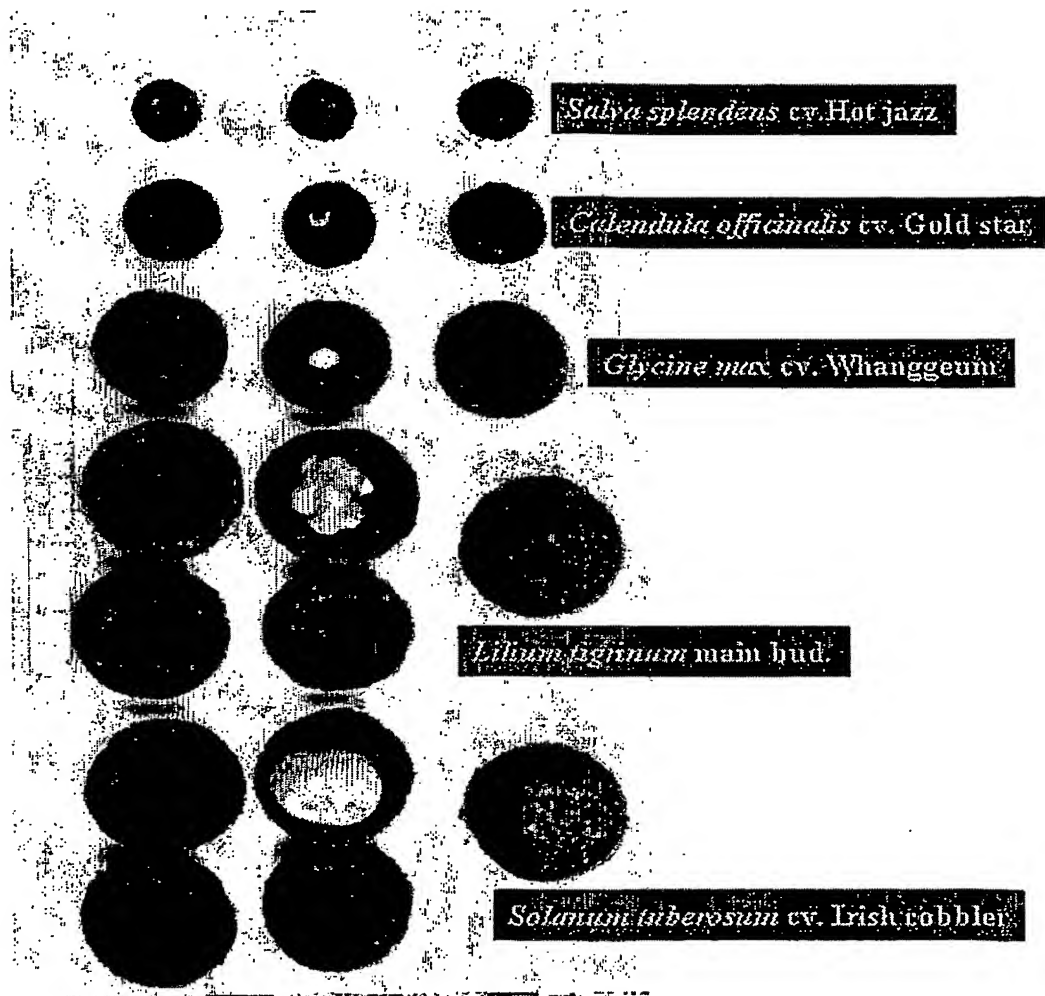 Salva splendens cv.Hot jazz
Calendula officinalis cv. Gold star
Glycine max cv. Whanggeum
Lilium tigrinum main bud.
Solanum tuberosum cv. Irish cobbler